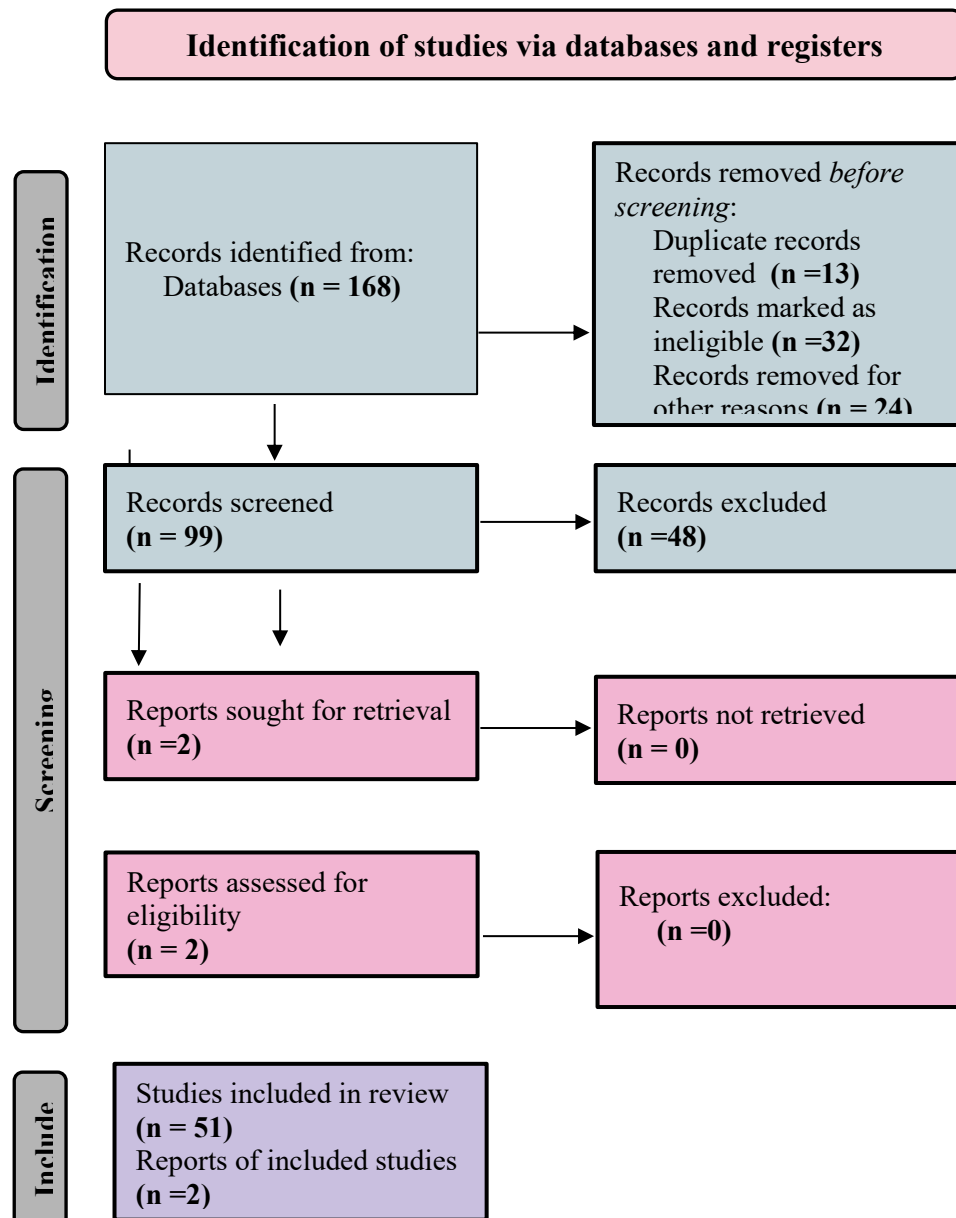 Identification of studies via databases and registers
Identification
Records identified from:
Databases (n = 168)
Records removed before
screening:
Duplicate records
removed (n =13)
Records marked as
ineligible (n =32)
Records removed for
other reasons (n = 24)
Screening
Records screened
(n = 99)
Records excluded
(n =48)
Reports sought for retrieval
(n =2)
Reports not retrieved
(n = 0)
Reports assessed for
eligibility
(n = 2)
Reports excluded:
(n =0)
Include
Studies included in review
(n = 51)
Reports of included studies
(n =2)